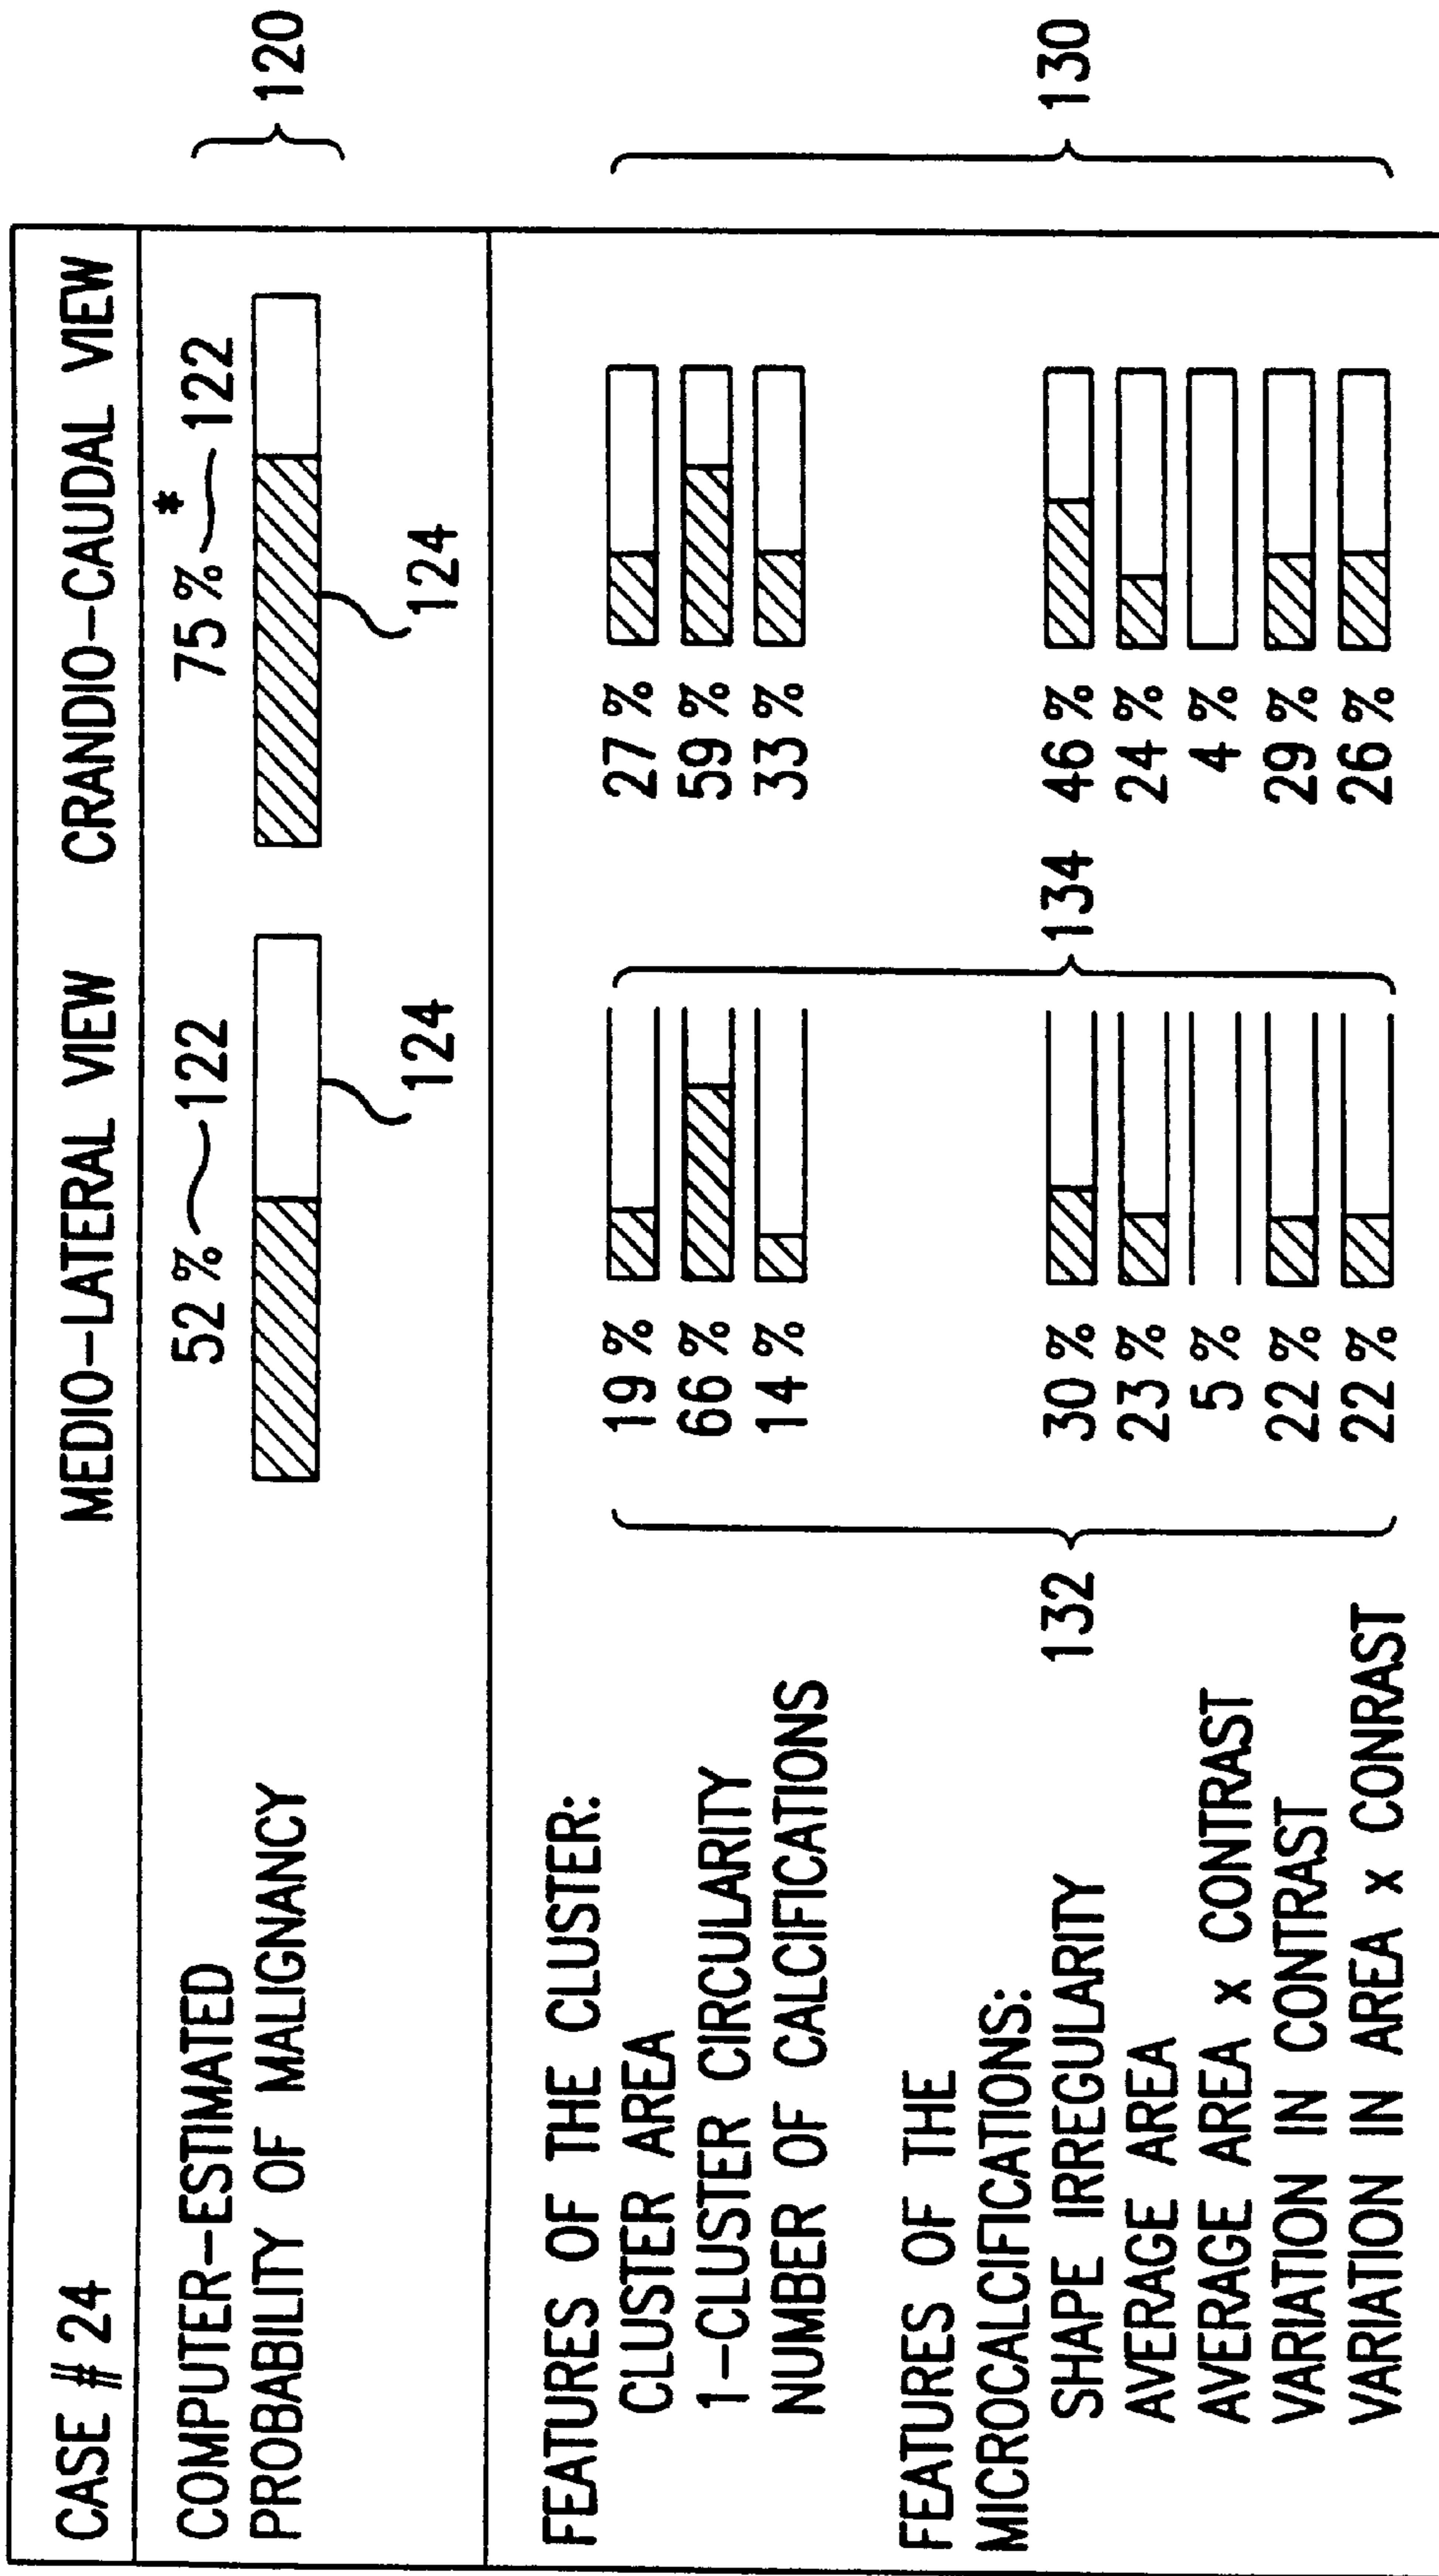 CASE # 24 MEDIO-LATERAL VIEW CRANDIO-CAUDAL VIEW
COMPUTER-ESTIMATED 52 % 122 75 %* 122
PROBABILITY OF MALIGNANCY
120
124 124
FEATURES OF THE CLUSTER:
CLUSTER AREA 19 % 27 %
1-CLUSTER CIRCULARITY 66 % 59 %
NUMBER OF CALCIFICATIONS 14 % 33 %
FEATURES OF THE
MICROCALCIFICATIONS:
SHAPE IRREGULARITY 132 30 % 134 46 % 130
AVERAGE AREA 23 % 24 %
AVERAGE AREA x CONTRAST 5 % 4 %
VARIATION IN CONTRAST 22 % 29 %
VARIATION IN AREA x CONRAST 22 % 26 %